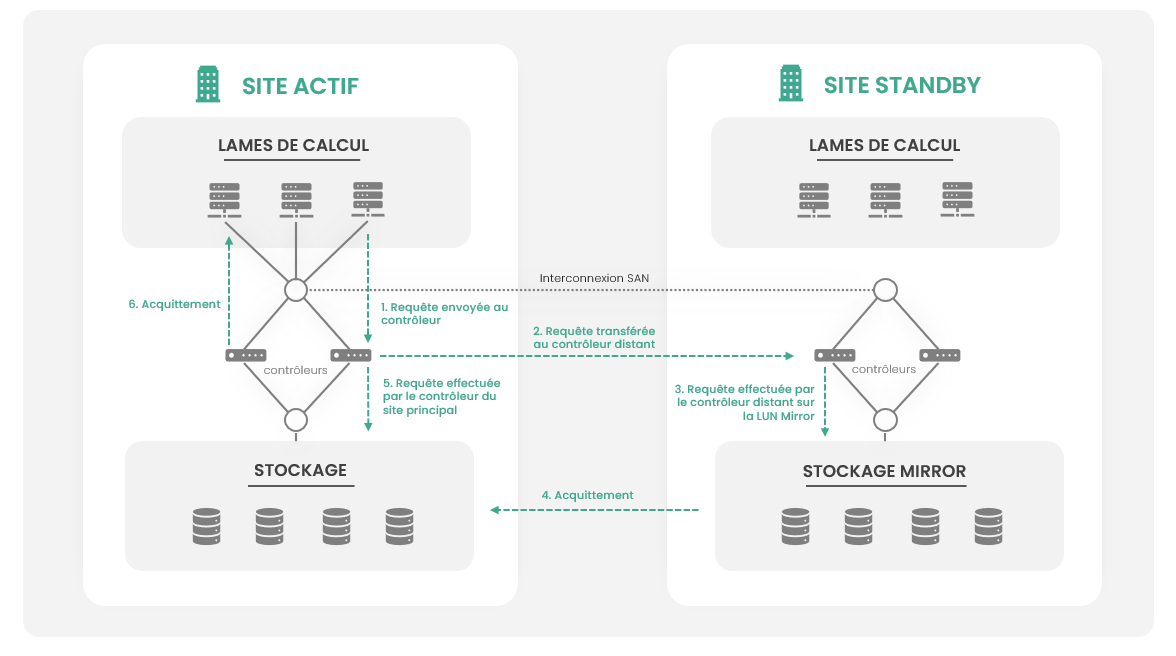 SITE ACTIF
LAMES DE CALCUL
6. Acquittement
1. Requête envoyée au
contrôleur
contrôleurs
5. Requête effectuée
par le contrôleur du
site principal
STOCKAGE
Interconnexion SAN
2. Requête transférée
au contrôleur distant
4. Acquittement
SITE STANDBY
LAMES DE CALCUL
contrôleurs
3. Requête effectuée par
le contrôleur distant sur
la LUN Mirror
STOCKAGE MIRROR